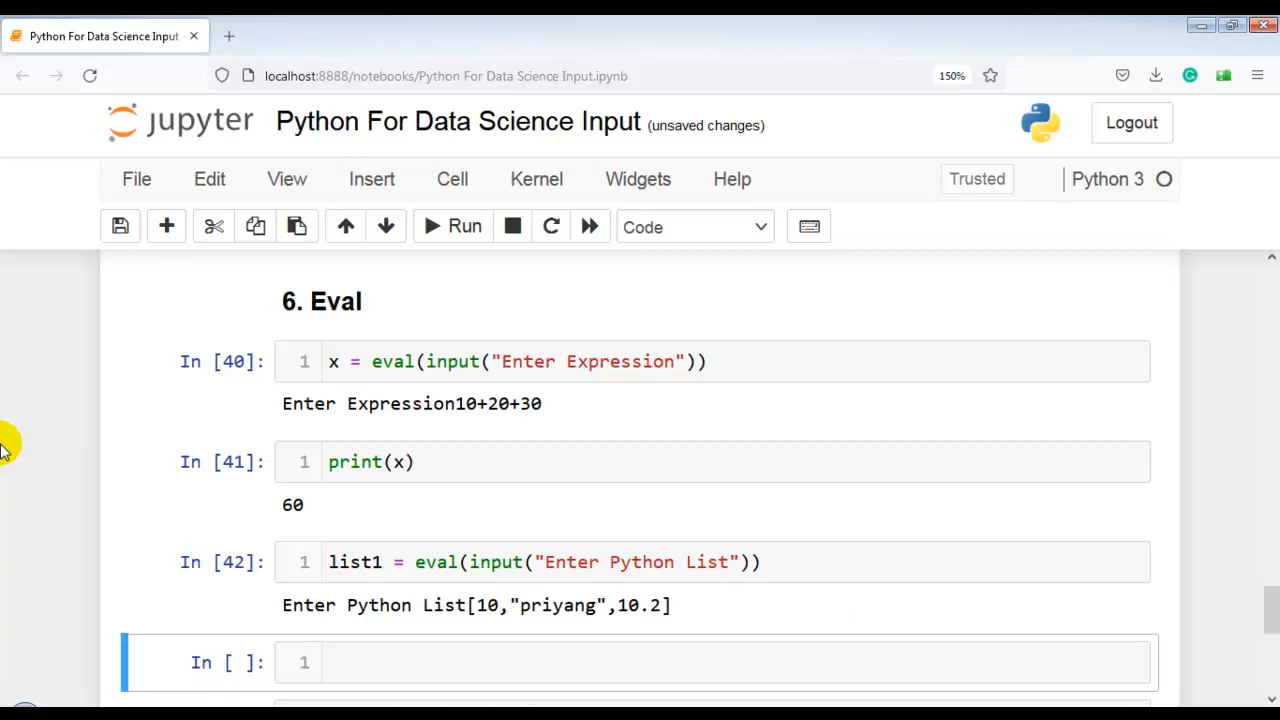 Python For Data Science Input
localhost:8888/notebooks/Python For Data Science Input.ipynb
150%
jupyter Python For Data Science Input (unsaved changes)
Logout
File Edit View Insert Cell Kernel Widgets Help
Trusted
Python 3
Run
Code
6. Eval
In [40]: 1 x = eval(input("Enter Expression"))
Enter Expression10+20+30
In [41]: 1 print(x)
60
In [42]: 1 list1 = eval(input("Enter Python List"))
Enter Python List[10,"priyang",10.2]
In [ ]: 1